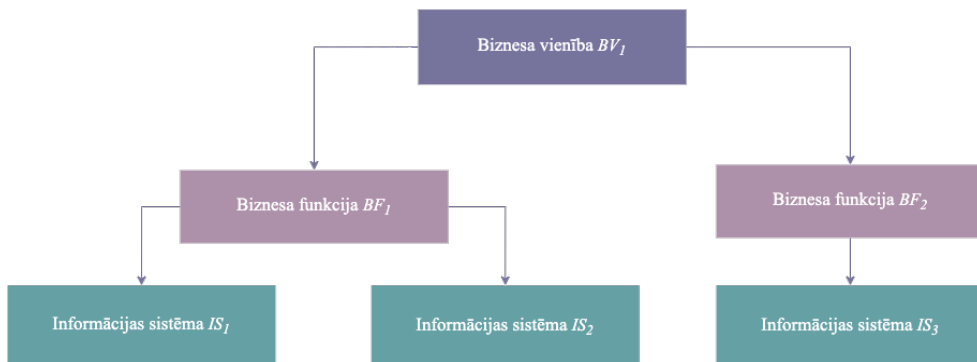 Biznesa vienība BV₁
Biznesa funkcija BF₁
Biznesa funkcija BF₂
Informācijas sistēma IS₁
Informācijas sistēma IS₂
Informācijas sistēma IS₃